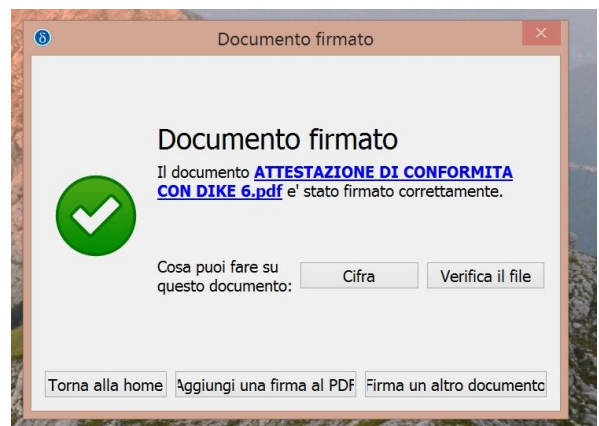 δ
Documento firmato
Documento firmato
Il documento ATTESTAZIONE DI CONFORMITA
CON DIKE 6.pdf e' stato firmato correttamente.
Cosa puoi fare su
questo documento:
Cifra
Verifica il file
Torna alla home
Aggiungi una firma al PDF
Firma un altro documento